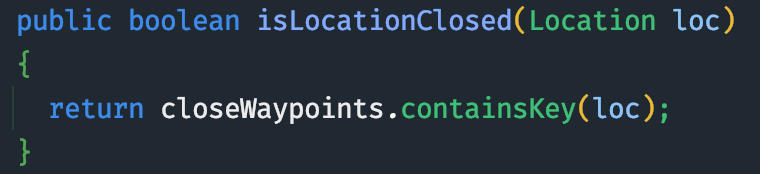 public boolean isLocationClosed(Location loc)
{
return closeWaypoints.containsKey(loc);
}